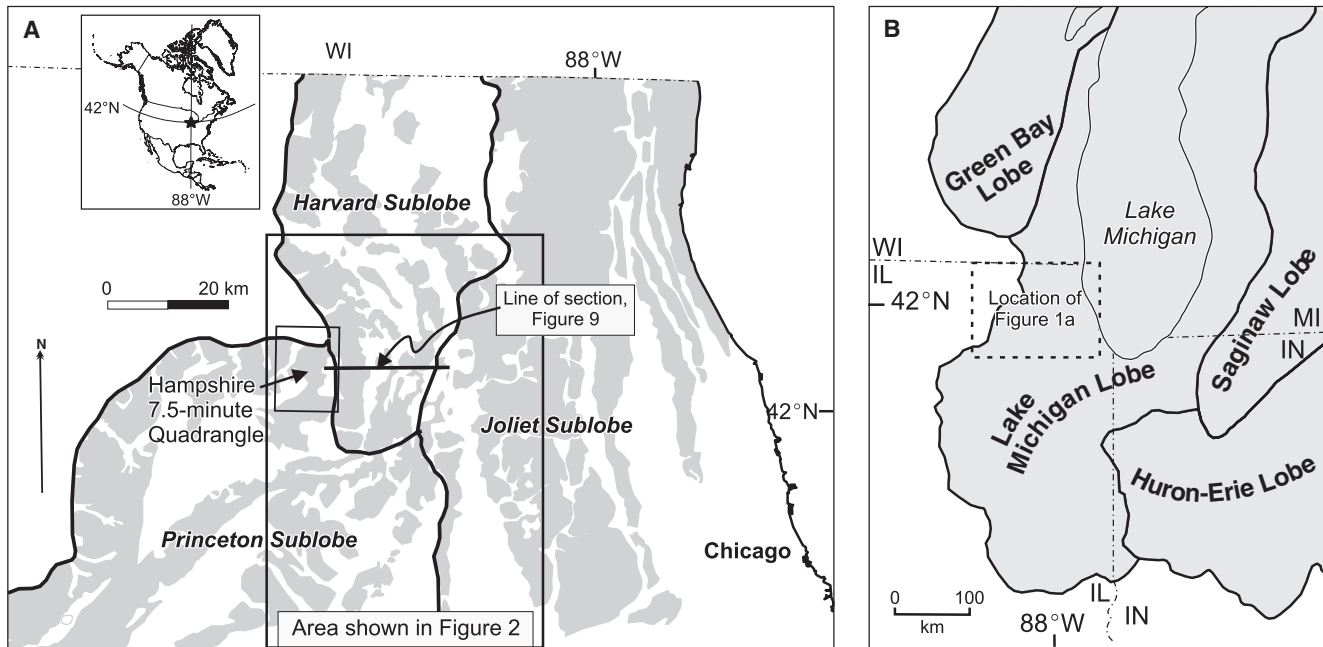 A
WI
88°W
42°N
88°W
Harvard Sublobe
0 20 km
Line of section,
Figure 9
N
Hampshire
7.5-minute
Quadrangle
42°N
Joliet Sublobe
Princeton Sublobe
Chicago
Area shown in Figure 2
B
Green Bay
Lobe
Lake
Michigan
WI
IL
Location of
Figure 1a
42°N
Saginaw Lobe
MI
IN
Lake
Michigan Lobe
Huron-Erie Lobe
0 100
km
IL
IN
88°W